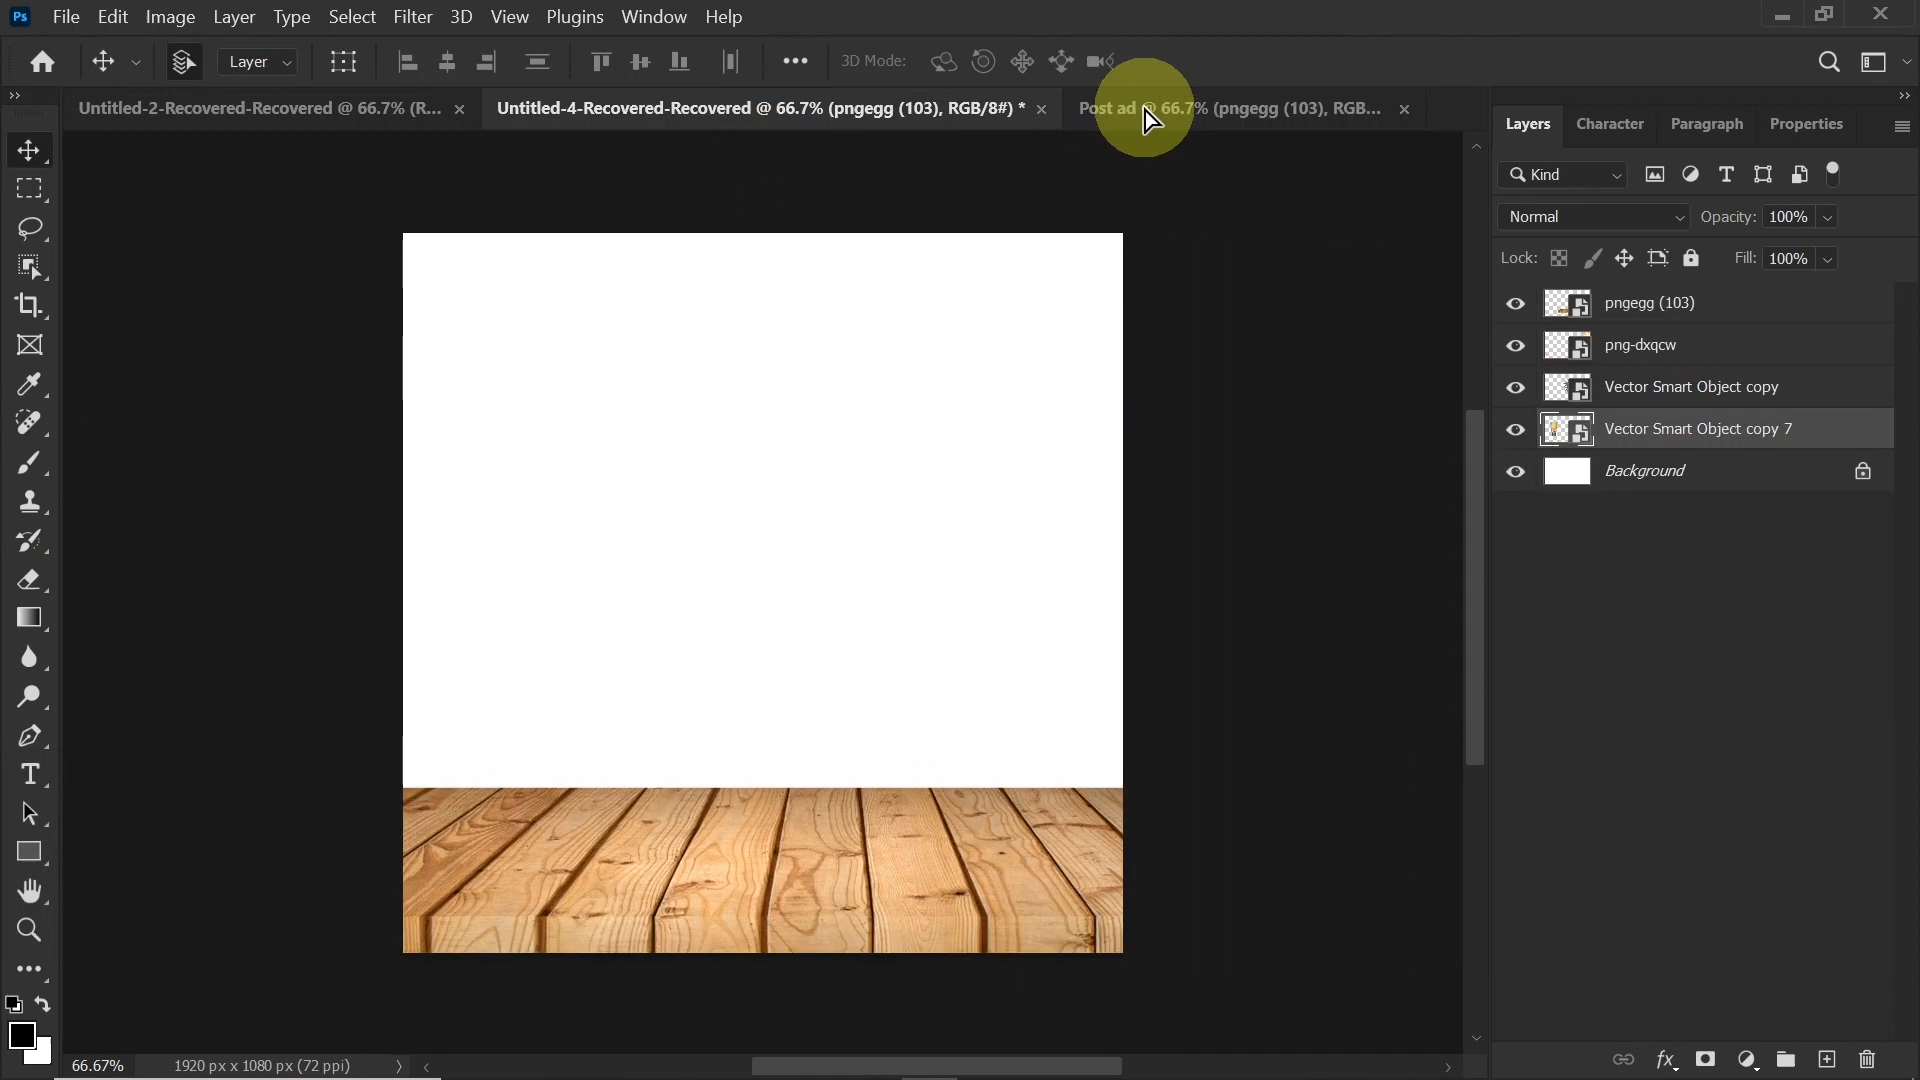 Ps File Edit Image Layer Type Select Filter 3D View Plugins Window Help
Layer 3D Mode:
Untitled-2-Recovered-Recovered @ 66.7% (R... × Untitled-4-Recovered-Recovered @ 66.7% (pngegg (103), RGB/8#) * × Post ad @ 66.7% (pngegg (103), RGB... ×
Layers Character Paragraph Properties
Kind
Normal Opacity: 100%
Lock: Fill: 100%
pngegg (103)
png-dxqcw
Vector Smart Object copy
Vector Smart Object copy 7
Background
66.67% 1920 px x 1080 px (72 ppi)